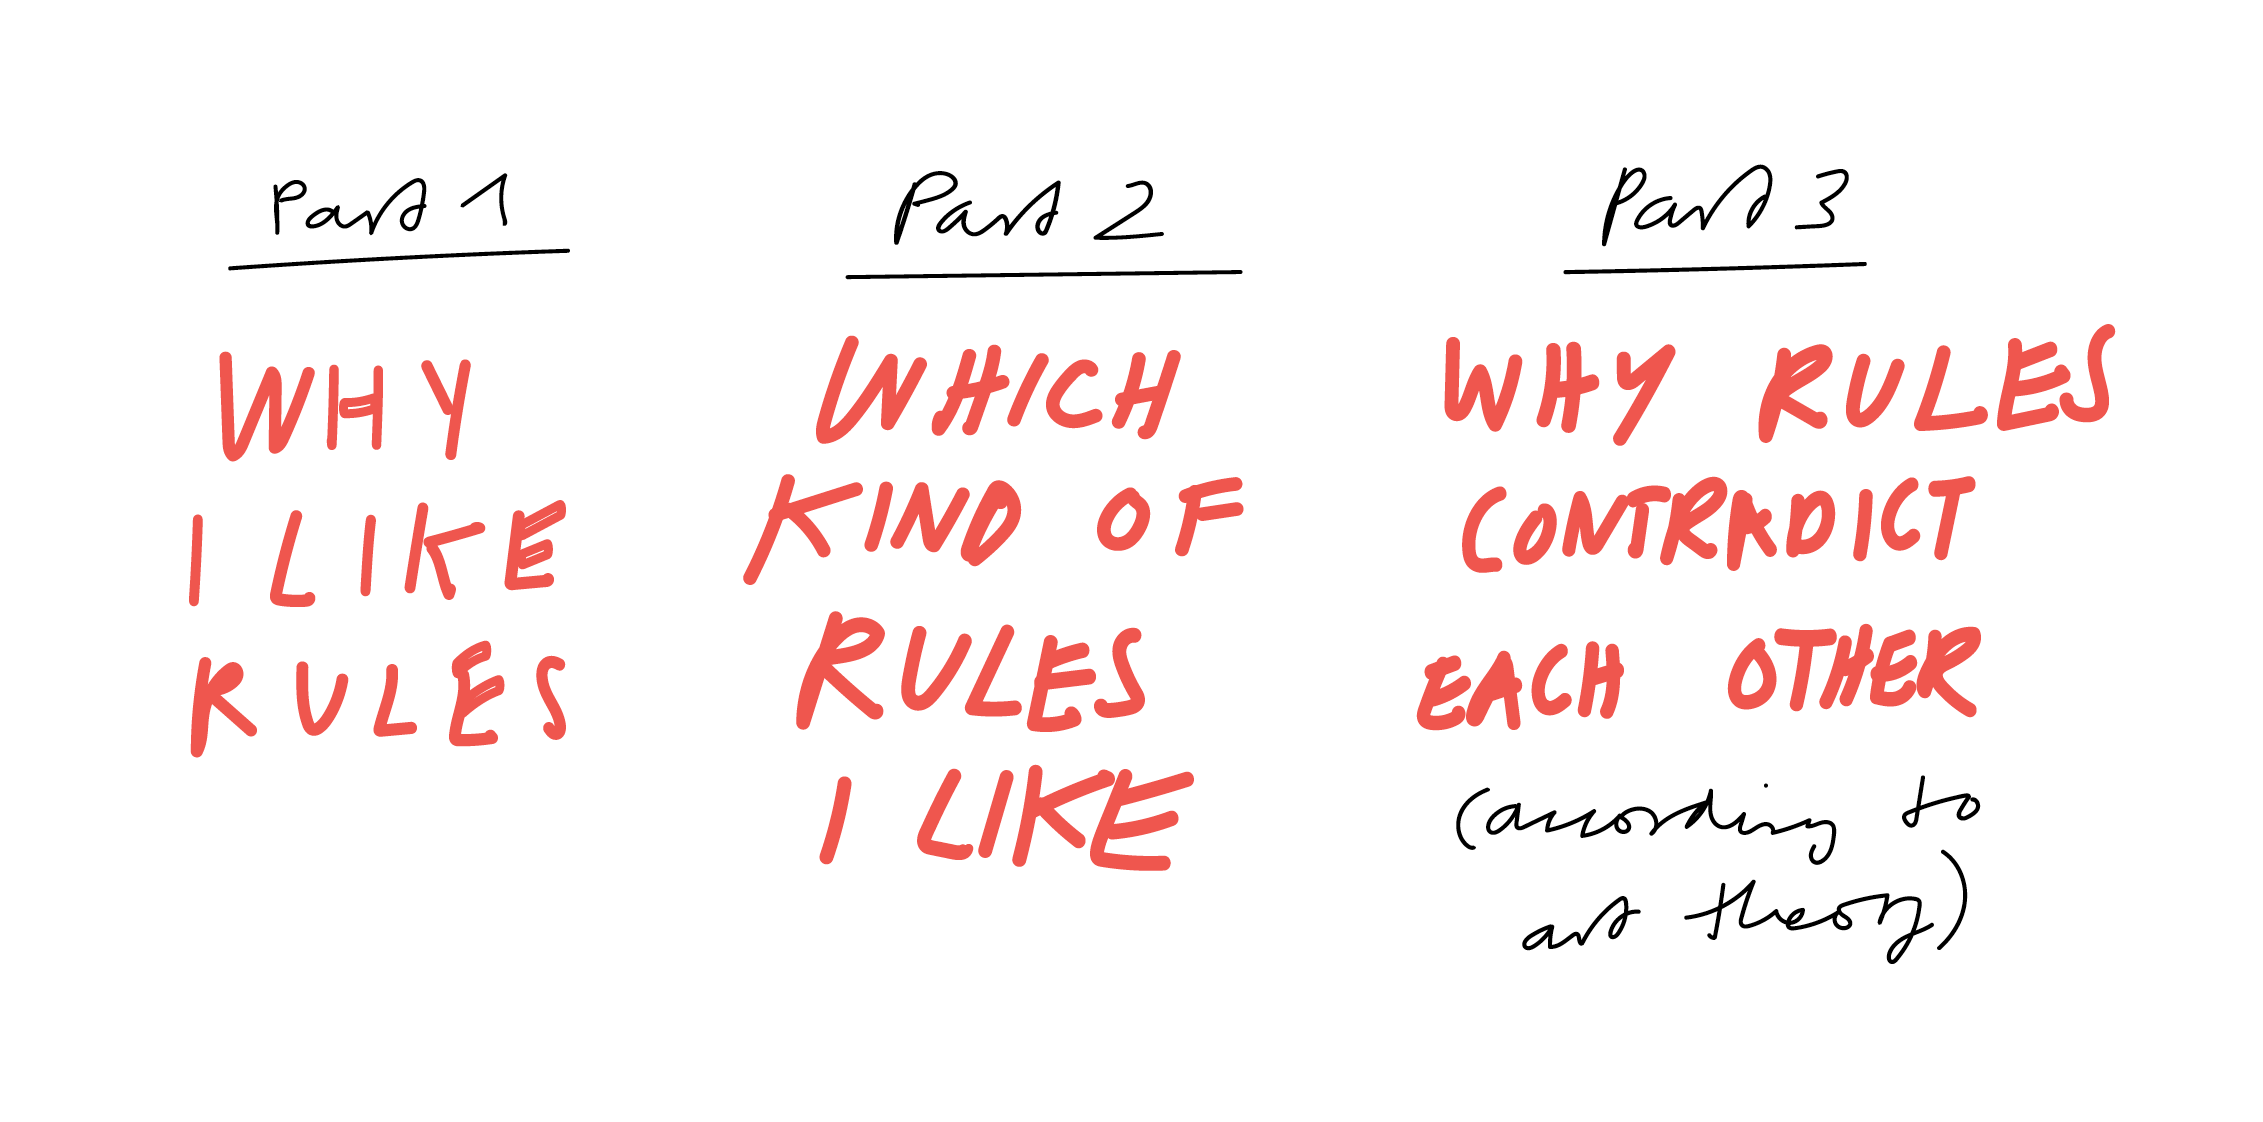 Part 1
WHY
I LIKE
RULES
Part 2
WHICH
KIND OF
RULES
I LIKE
Part 3
WHY RULES
CONTRADICT
EACH OTHER
(according to
art theory)